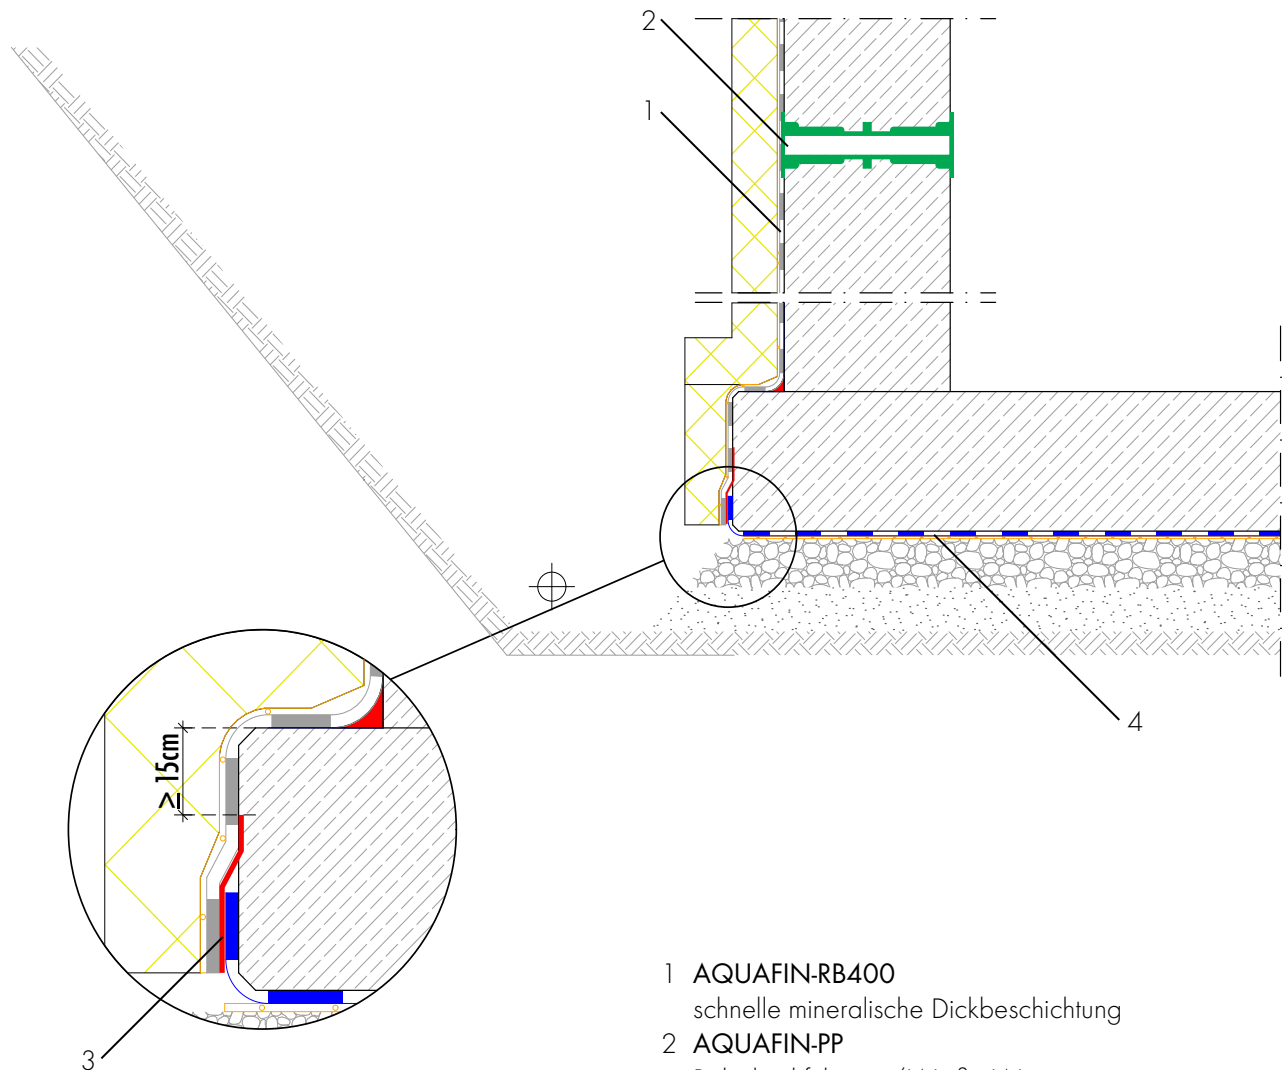 2
1
4
≥ 15cm
3
1 AQUAFIN-RB400
schnelle mineralische Dickbeschichtung
2 AQUAFIN-PP